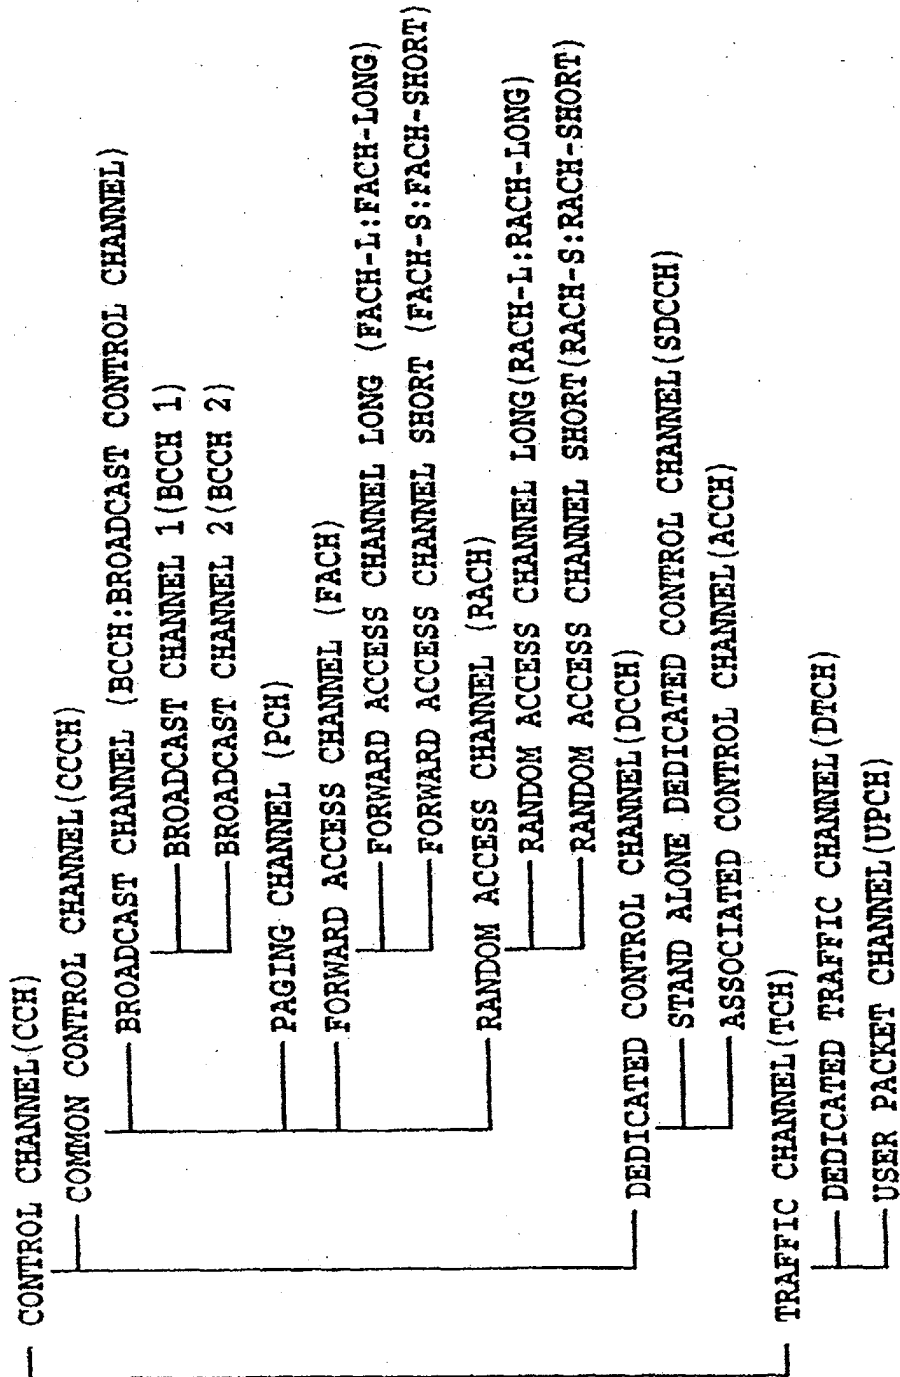 CONTROL CHANNEL(CCH)
COMMON CONTROL CHANNEL(CCCH)
BROADCAST CHANNEL (BCCH:BROADCAST CONTROL CHANNEL)
BROADCAST CHANNEL 1(BCCH 1)
BROADCAST CHANNEL 2(BCCH 2)
PAGING CHANNEL (PCH)
FORWARD ACCESS CHANNEL (FACH)
FORWARD ACCESS CHANNEL LONG (FACH-L:FACH-LONG)
FORWARD ACCESS CHANNEL SHORT (FACH-S:FACH-SHORT)
RANDOM ACCESS CHANNEL (RACH)
RANDOM ACCESS CHANNEL LONG(RACH-L:RACH-LONG)
RANDOM ACCESS CHANNEL SHORT(RACH-S:RACH-SHORT)
DEDICATED CONTROL CHANNEL(DCCH)
STAND ALONE DEDICATED CONTROL CHANNEL(SDCCH)
ASSOCIATED CONTROL CHANNEL(ACCH)
TRAFFIC CHANNEL(TCH)
DEDICATED TRAFFIC CHANNEL(DTCH)
USER PACKET CHANNEL(UPCH)